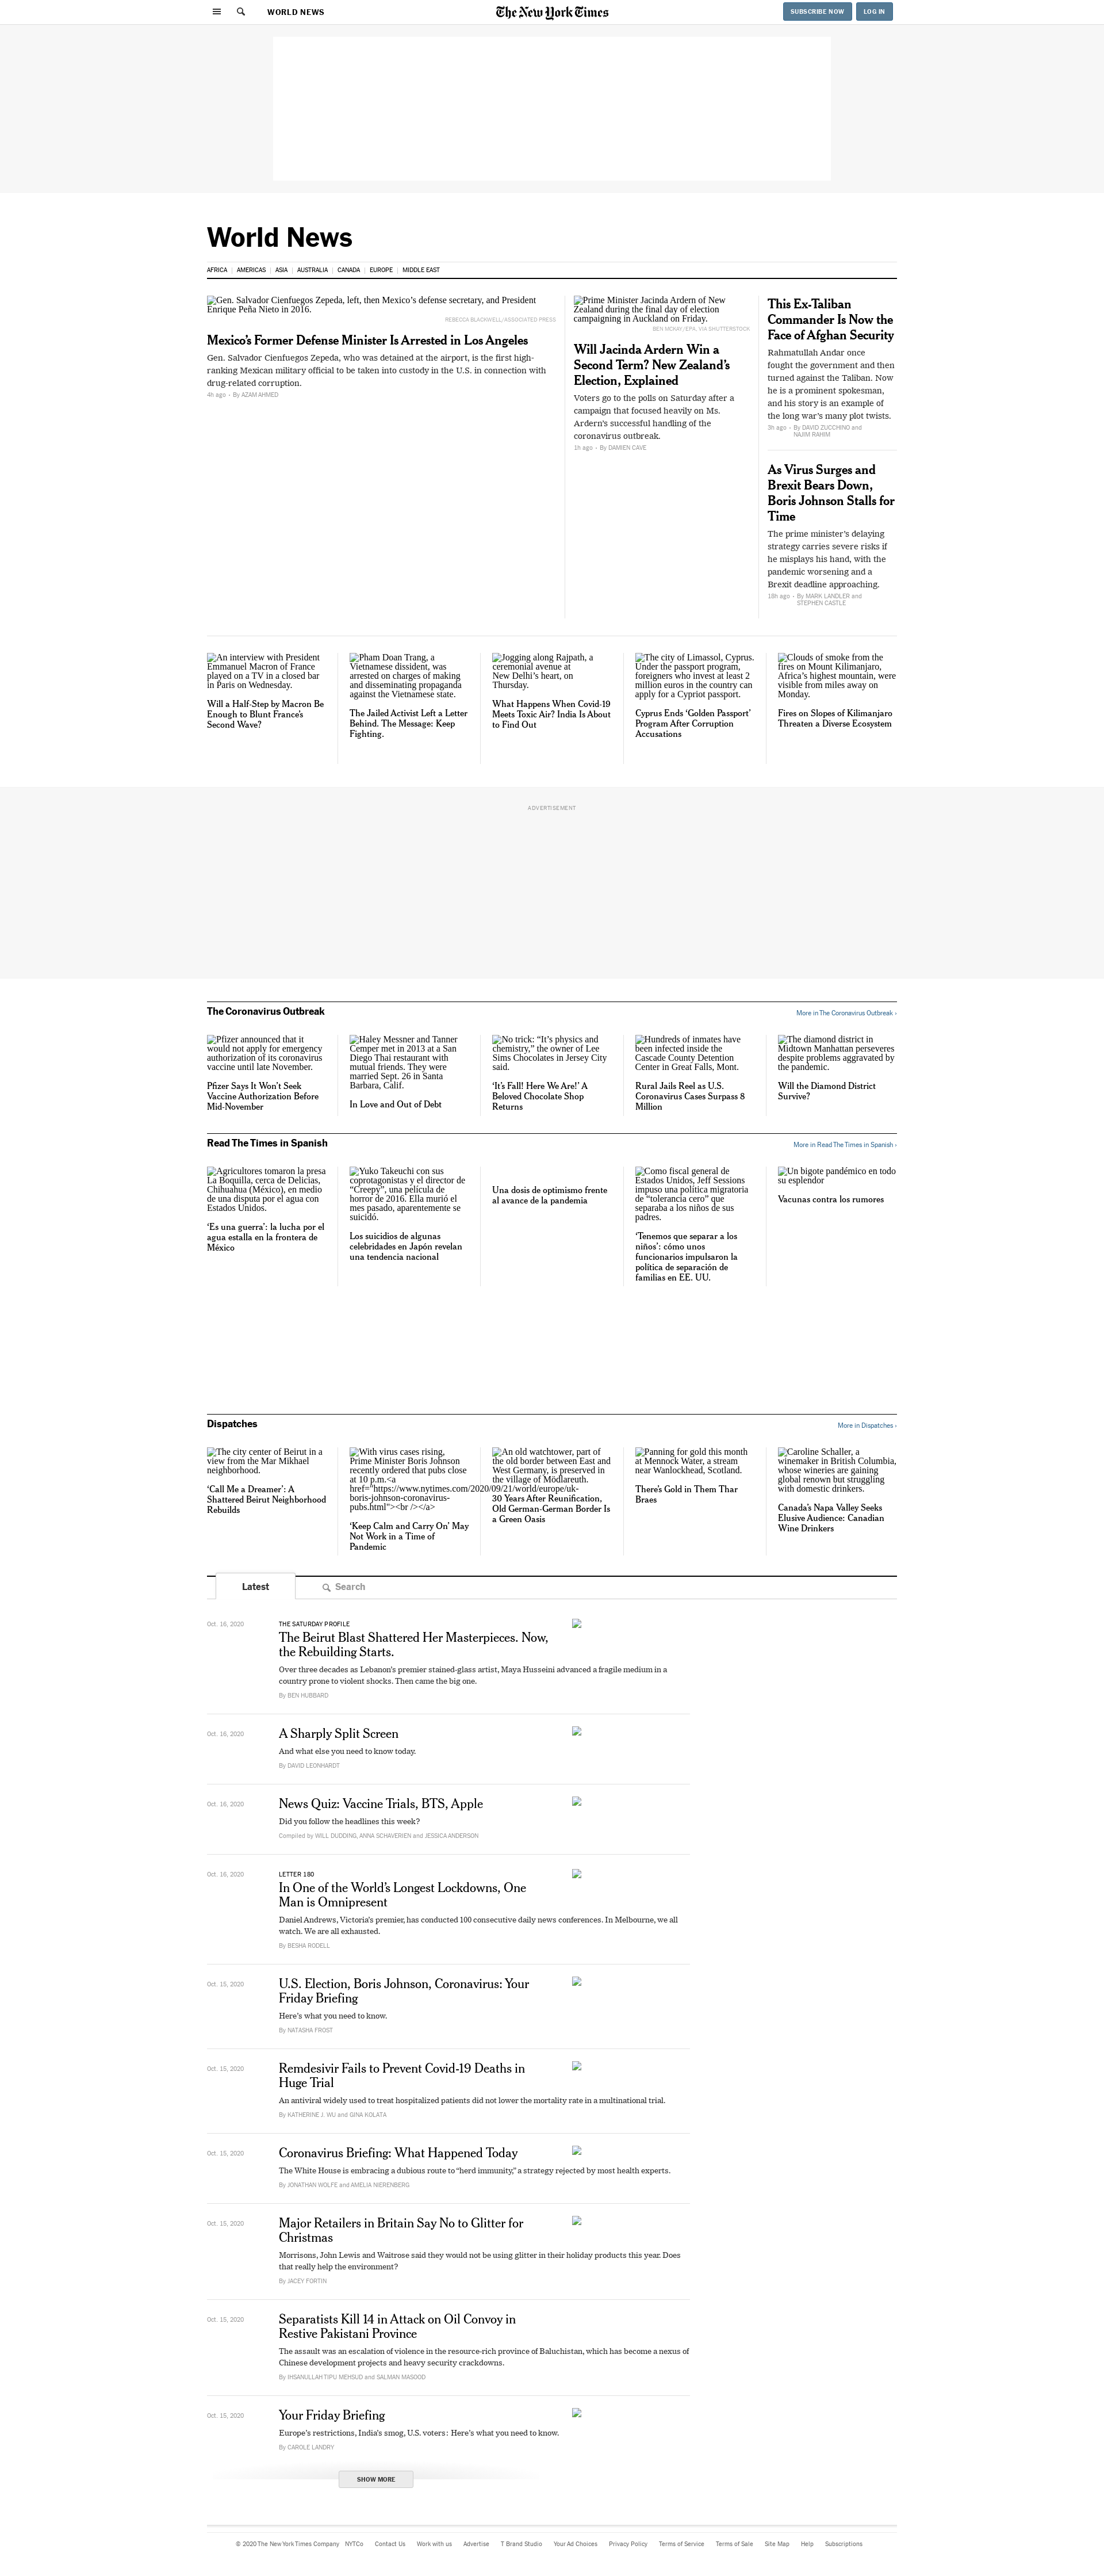 WORLD NEWS
The New York Times
SUBSCRIBE NOW
LOG IN
World News
AFRICA
AMERICAS
ASIA
AUSTRALIA
CANADA
EUROPE
MIDDLE EAST
Gen. Salvador Cienfuegos Zepeda, left, then Mexico’s defense secretary, and President
Enrique Peña Nieto in 2016.
REBECCA BLACKWELL/ASSOCIATED PRESS
Mexico’s Former Defense Minister Is Arrested in Los Angeles
Gen. Salvador Cienfuegos Zepeda, who was detained at the airport, is the first high-
ranking Mexican military official to be taken into custody in the U.S. in connection with
drug-related corruption.
4h ago • By AZAM AHMED
Prime Minister Jacinda Ardern of New
Zealand during the final day of election
campaigning in Auckland on Friday.
BEN MCKAY/EPA, VIA SHUTTERSTOCK
Will Jacinda Ardern Win a
Second Term? New Zealand’s
Election, Explained
Voters go to the polls on Saturday after a
campaign that focused heavily on Ms.
Ardern’s successful handling of the
coronavirus outbreak.
1h ago • By DAMIEN CAVE
This Ex-Taliban
Commander Is Now the
Face of Afghan Security
Rahmatullah Andar once
fought the government and then
turned against the Taliban. Now
he is a prominent spokesman,
and his story is an example of
the long war’s many plot twists.
3h ago • By DAVID ZUCCHINO and
NAJIM RAHIM
As Virus Surges and
Brexit Bears Down,
Boris Johnson Stalls for
Time
The prime minister’s delaying
strategy carries severe risks if
he misplays his hand, with the
pandemic worsening and a
Brexit deadline approaching.
18h ago • By MARK LANDLER and
STEPHEN CASTLE
An interview with President
Emmanuel Macron of France
played on a TV in a closed bar
in Paris on Wednesday.
Will a Half-Step by Macron Be
Enough to Blunt France’s
Second Wave?
Pham Doan Trang, a
Vietnamese dissident, was
arrested on charges of making
and disseminating propaganda
against the Vietnamese state.
The Jailed Activist Left a Letter
Behind. The Message: Keep
Fighting.
Jogging along Rajpath, a
ceremonial avenue at
New Delhi’s heart, on
Thursday.
What Happens When Covid-19
Meets Toxic Air? India Is About
to Find Out
The city of Limassol, Cyprus.
Under the passport program,
foreigners who invest at least 2
million euros in the country can
apply for a Cypriot passport.
Cyprus Ends ‘Golden Passport’
Program After Corruption
Accusations
Clouds of smoke from the
fires on Mount Kilimanjaro,
Africa’s highest mountain, were
visible from miles away on
Monday.
Fires on Slopes of Kilimanjaro
Threaten a Diverse Ecosystem
ADVERTISEMENT
The Coronavirus Outbreak
More in The Coronavirus Outbreak ›
Pfizer announced that it
would not apply for emergency
authorization of its coronavirus
vaccine until late November.
Pfizer Says It Won’t Seek
Vaccine Authorization Before
Mid-November
Haley Messner and Tanner
Cempron met in 2013 at a San
Diego Thai restaurant with
mutual friends. They were
married Sept. 26 in Santa
Barbara, Calif.
In Love and Out of Debt
No trick: “It’s physics and
chemistry,” the owner of Lee
Sims Chocolates in Jersey City
said.
‘It’s Fall! Here We Are!’ A
Beloved Chocolate Shop
Returns
Hundreds of inmates have
been infected inside the
Cascade County Detention
Center in Great Falls, Mont.
Rural Jails Reel as U.S.
Coronavirus Cases Surpass 8
Million
The diamond district in
Midtown Manhattan perseveres
despite problems aggravated by
the pandemic.
Will the Diamond District
Survive?
Read The Times in Spanish
More in Read The Times in Spanish ›
Agricultores tomaron la presa
La Boquilla, cerca de Delicias,
Chihuahua (México), en medio
de una disputa por el agua con
Estados Unidos.
‘Es una guerra’: la lucha por el
agua estalla en la frontera de
México
Yuko Takeuchi con sus
coprotagonistas y el director de
“Creepy”, una película de
horror de 2016. Ella murió el
mes pasado, aparentemente se
suicidó.
Los suicidios de algunas
celebridades en Japón revelan
una tendencia nacional
Una dosis de optimismo frente
al avance de la pandemia
Como fiscal general de
Estados Unidos, Jeff Sessions
impuso una política migratoria
de “tolerancia cero” que
separaba a los niños de sus
padres.
‘Tenemos que separar a los
niños’: cómo unos
funcionarios impulsaron la
política de separación de
familias en EE. UU.
Un bigote pandémico en todo
su esplendor
Vacunas contra los rumores
Dispatches
More in Dispatches ›
The city center of Beirut in a
view from the Mar Mikhael
neighborhood.
‘Call Me a Dreamer’: A
Shattered Beirut Neighborhood
Rebuilds
With virus cases rising,
Prime Minister Boris Johnson
recently ordered that pubs close
at 10 p.m.<a
href="https://www.nytimes.com/2020/09/21/world/europe/uk-
boris-johnson-coronavirus-
pubs.html"><br /></a>
‘Keep Calm and Carry On’ May
Not Work in a Time of
Pandemic
An old watchtower, part of
the old border between East and
West Germany, is preserved in
the village of Mödlareuth.
30 Years After Reunification,
Old German-German Border Is
a Green Oasis
Panning for gold this month
at Mennock Water, a stream
near Wanlockhead, Scotland.
There’s Gold in Them Thar
Braes
Caroline Schaller, a
winemaker in British Columbia,
whose wineries are gaining
global renown but struggling
with domestic drinkers.
Canada’s Napa Valley Seeks
Elusive Audience: Canadian
Wine Drinkers
Latest
Search
Oct. 16, 2020
THE SATURDAY PROFILE
The Beirut Blast Shattered Her Masterpieces. Now,
the Rebuilding Starts.
Over three decades as Lebanon’s premier stained-glass artist, Maya Husseini advanced a fragile medium in a
country prone to violent shocks. Then came the big one.
By BEN HUBBARD
Oct. 16, 2020
A Sharply Split Screen
And what else you need to know today.
By DAVID LEONHARDT
Oct. 16, 2020
News Quiz: Vaccine Trials, BTS, Apple
Did you follow the headlines this week?
Compiled by WILL DUDDING, ANNA SCHAVERIEN and JESSICA ANDERSON
Oct. 16, 2020
LETTER 180
In One of the World’s Longest Lockdowns, One
Man is Omnipresent
Daniel Andrews, Victoria’s premier, has conducted 100 consecutive daily news conferences. In Melbourne, we all
watch. We are all exhausted.
By BESHA RODELL
Oct. 15, 2020
U.S. Election, Boris Johnson, Coronavirus: Your
Friday Briefing
Here’s what you need to know.
By NATASHA FROST
Oct. 15, 2020
Remdesivir Fails to Prevent Covid-19 Deaths in
Huge Trial
An antiviral widely used to treat hospitalized patients did not lower the mortality rate in a multinational trial.
By KATHERINE J. WU and GINA KOLATA
Oct. 15, 2020
Coronavirus Briefing: What Happened Today
The White House is embracing a dubious route to “herd immunity,” a strategy rejected by most health experts.
By JONATHAN WOLFE and AMELIA NIERENBERG
Oct. 15, 2020
Major Retailers in Britain Say No to Glitter for
Christmas
Morrisons, John Lewis and Waitrose said they would not be using glitter in their holiday products this year. Does
that really help the environment?
By JACEY FORTIN
Oct. 15, 2020
Separatists Kill 14 in Attack on Oil Convoy in
Restive Pakistani Province
The assault was an escalation of violence in the resource-rich province of Baluchistan, which has become a nexus of
Chinese development projects and heavy security crackdowns.
By IHSANULLAH TIPU MEHSUD and SALMAN MASOOD
Oct. 15, 2020
Your Friday Briefing
Europe’s restrictions, India’s smog, U.S. voters: Here’s what you need to know.
By CAROLE LANDRY
SHOW MORE
© 2020 The New York Times Company
NYTCo
Contact Us
Work with us
Advertise
T Brand Studio
Your Ad Choices
Privacy Policy
Terms of Service
Terms of Sale
Site Map
Help
Subscriptions